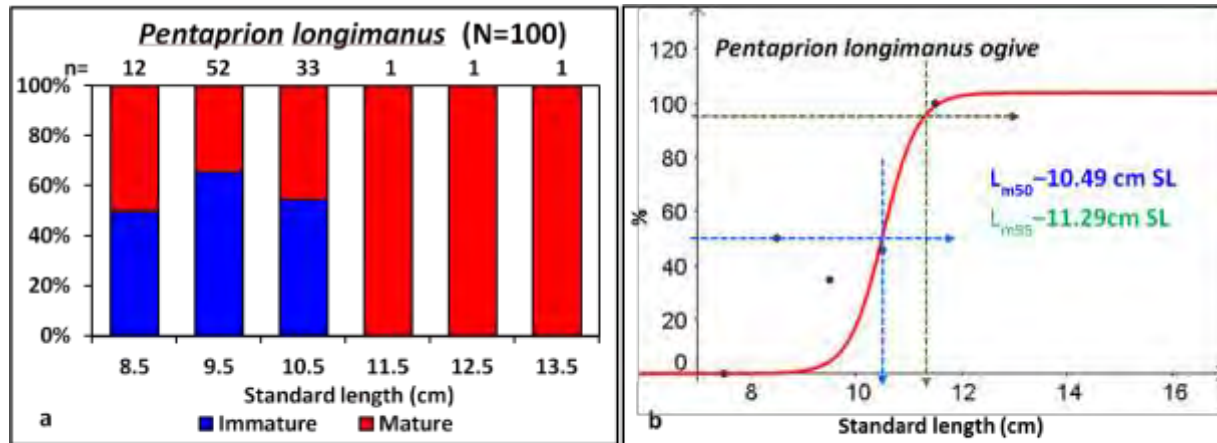 Pentaprion longimanus (N=100)
n= 12 52 33 1 1 1
100%
80%
60%
40%
20%
0%
8.5 9.5 10.5 11.5 12.5 13.5
Standard length (cm)
a
Immature Mature
Pentaprion longimanus ogive
120
100
80
60
40
20
0
%
Lm50–10.49 cm SL
Lm95–11.29cm SL
8 10 12 14 16
b Standard length (cm)